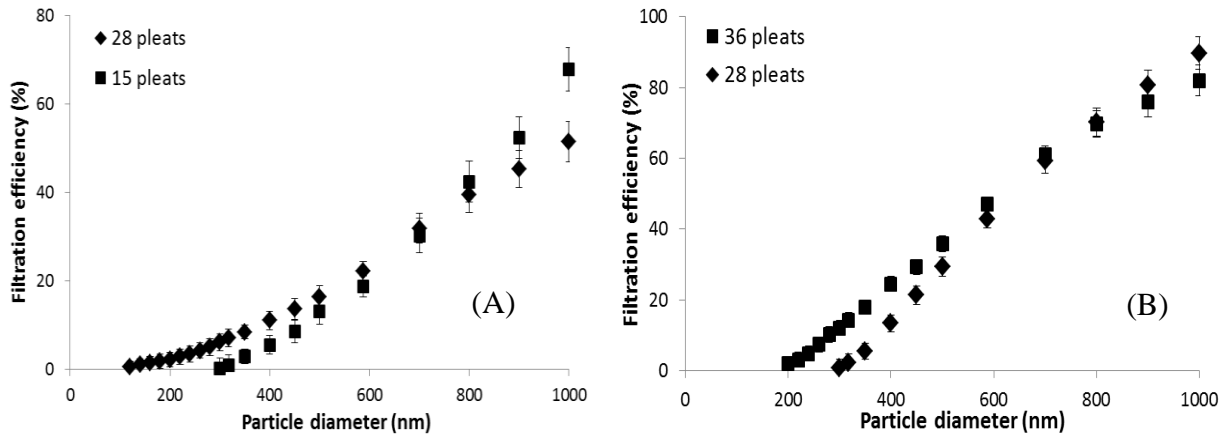 80
60
40
20
0
Filtration efficiency (%)
28 pleats
15 pleats
(A)
0 200 400 600 800 1000
Particle diameter (nm)
100
80
60
40
20
0
Filtration efficiency (%)
36 pleats
28 pleats
(B)
0 200 400 600 800 1000
Particle diameter (nm)